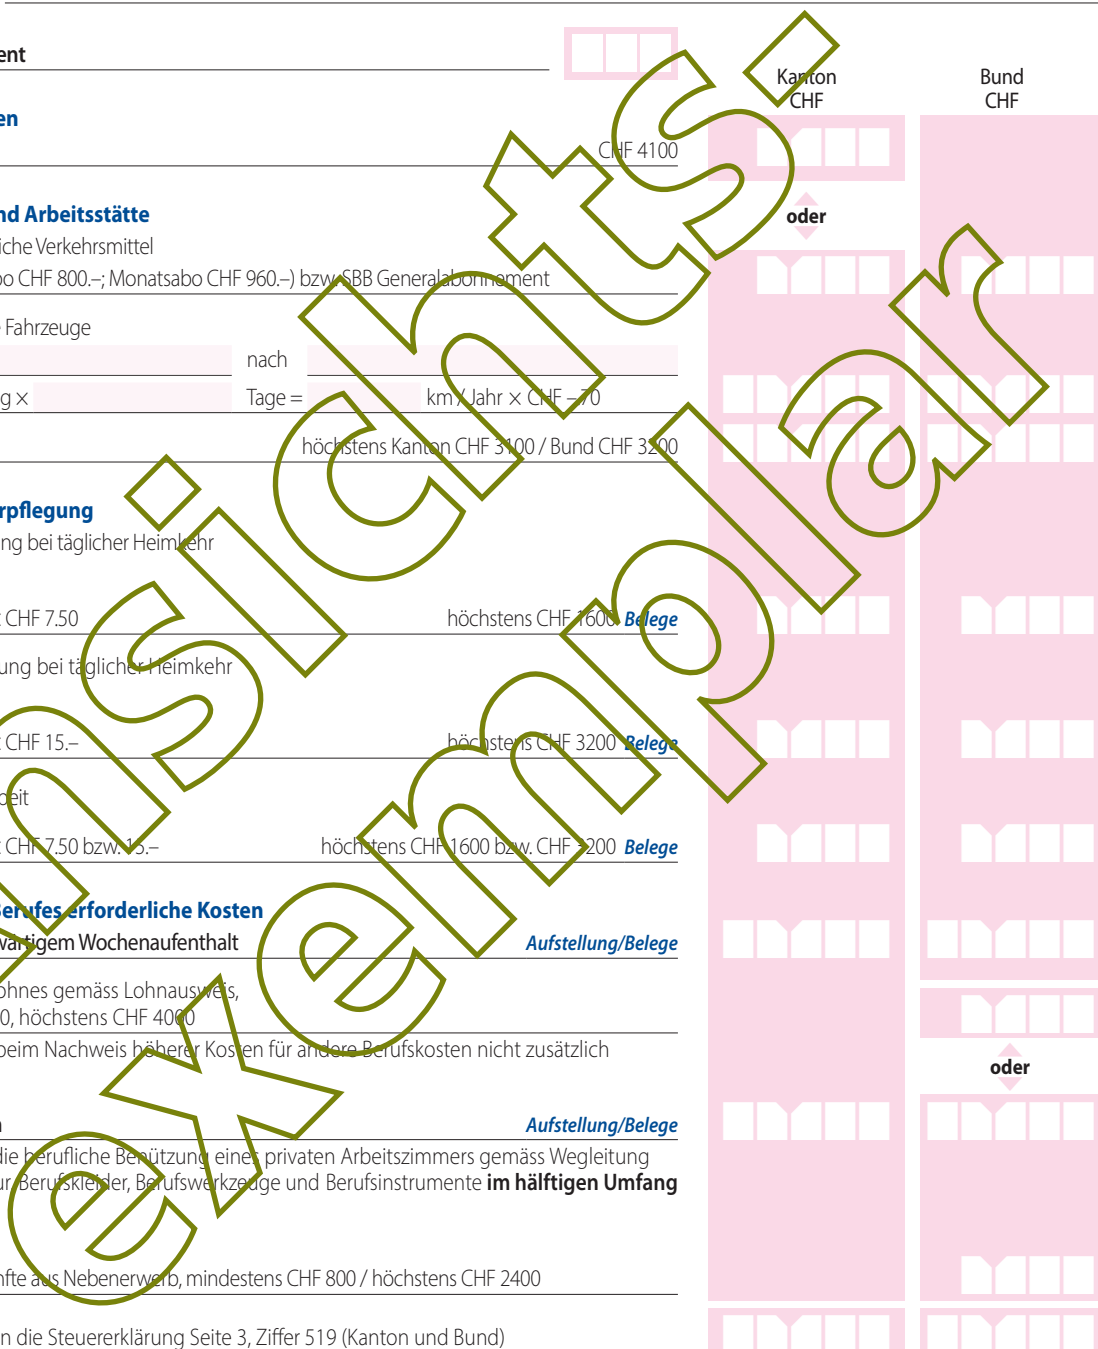 ent
Kanton Bund
CHF CHF
en
CHF 4100
nd Arbeitsstätte
oder
iche Verkehrsmittel
bo CHF 800.–; Monatsabo CHF 960.–) bzw. SBB Generalabonnement
e Fahrzeuge
nach
g × Tage = km / Jahr × CHF –.70
höchstens Kanton CHF 3100 / Bund CHF 3200
rpflegung
ng bei täglicher Heimkehr
t CHF 7.50 höchstens CHF 1600 Belege
ung bei täglicher Heimkehr
t CHF 15.– höchstens CHF 3200 Belege
beit
t CHF 7.50 bzw. 15.– höchstens CHF 1600 bzw. CHF 3200 Belege
Berufes erforderliche Kosten
wärtigem Wochenaufenthalt Aufstellung/Belege
ohnes gemäss Lohnausweis,
0, höchstens CHF 4000
beim Nachweis höherer Kosten für andere Berufskosten nicht zusätzlich
oder
n Aufstellung/Belege
die berufliche Benützung eines privaten Arbeitszimmers gemäss Wegleitung
ur Berufskleider, Berufswerkzeuge und Berufsinstrumente im hälftigen Umfang
nfte aus Nebenerwerb, mindestens CHF 800 / höchstens CHF 2400
n die Steuererklärung Seite 3, Ziffer 519 (Kanton und Bund)
nsichts-
exemplar